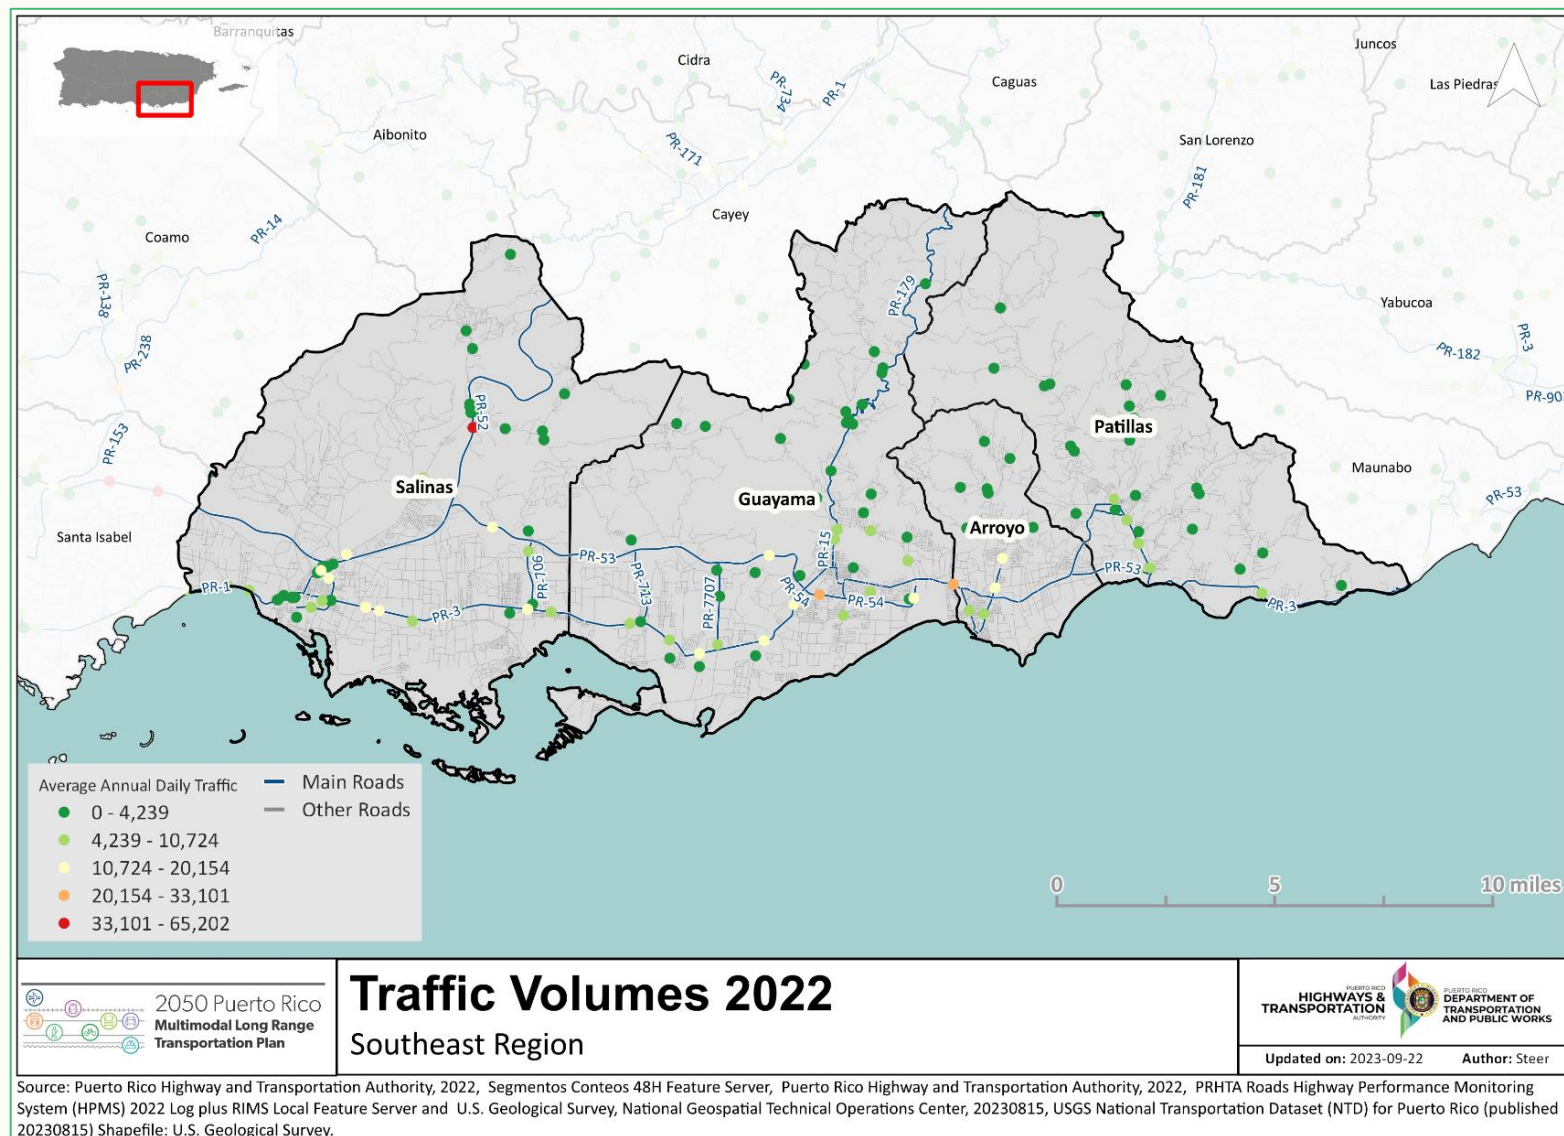 Barranquitas
Cidra
PR-734
PR-1
Juncos
Caguas
Las Piedras
Aibonito
PR-171
San Lorenzo
PR-181
Cayey
PR-14
Coamo
PR-138
PR-238
PR-179
Yabucoa
PR-3
PR-182
PR-90
PR-52
PR-153
Patillas
Maunabo
Salinas
Guayama
PR-53
Arroyo
Santa Isabel
PR-15
PR-53
PR-706
PR-713
PR-7707
PR-54
PR-54
PR-53
PR-1
PR-3
PR-3
Average Annual Daily Traffic
0 - 4,239
4,239 - 10,724
10,724 - 20,154
20,154 - 33,101
33,101 - 65,202
Main Roads
Other Roads
0 5 10 miles
2050 Puerto Rico
Multimodal Long Range
Transportation Plan
Traffic Volumes 2022
Southeast Region
PUERTO RICO
HIGHWAYS &
TRANSPORTATION
AUTHORITY
PUERTO RICO
DEPARTMENT OF
TRANSPORTATION
AND PUBLIC WORKS
Updated on: 2023-09-22 Author: Steer
Source: Puerto Rico Highway and Transportation Authority, 2022, Segmentos Conteos 48H Feature Server, Puerto Rico Highway and Transportation Authority, 2022, PRHTA Roads Highway Performance Monitoring
System (HPMS) 2022 Log plus RIMS Local Feature Server and U.S. Geological Survey, National Geospatial Technical Operations Center, 20230815, USGS National Transportation Dataset (NTD) for Puerto Rico (published
20230815) Shapefile: U.S. Geological Survey.